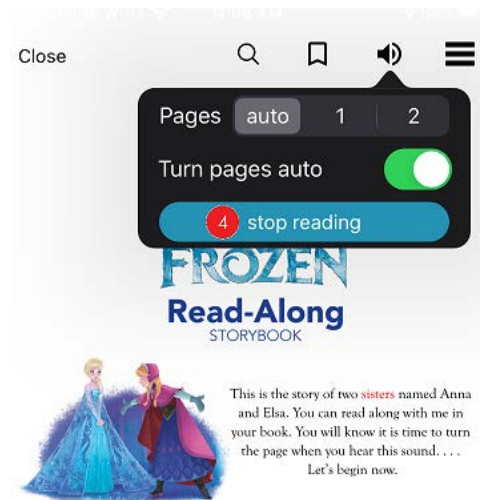 Close
Pages auto 1 2
Turn pages auto
4 stop reading
FROZEN
Read-Along
STORYBOOK
This is the story of two sisters named Anna
and Elsa. You can read along with me in
your book. You will know it is time to turn
the page when you hear this sound. . . .
Let's begin now.